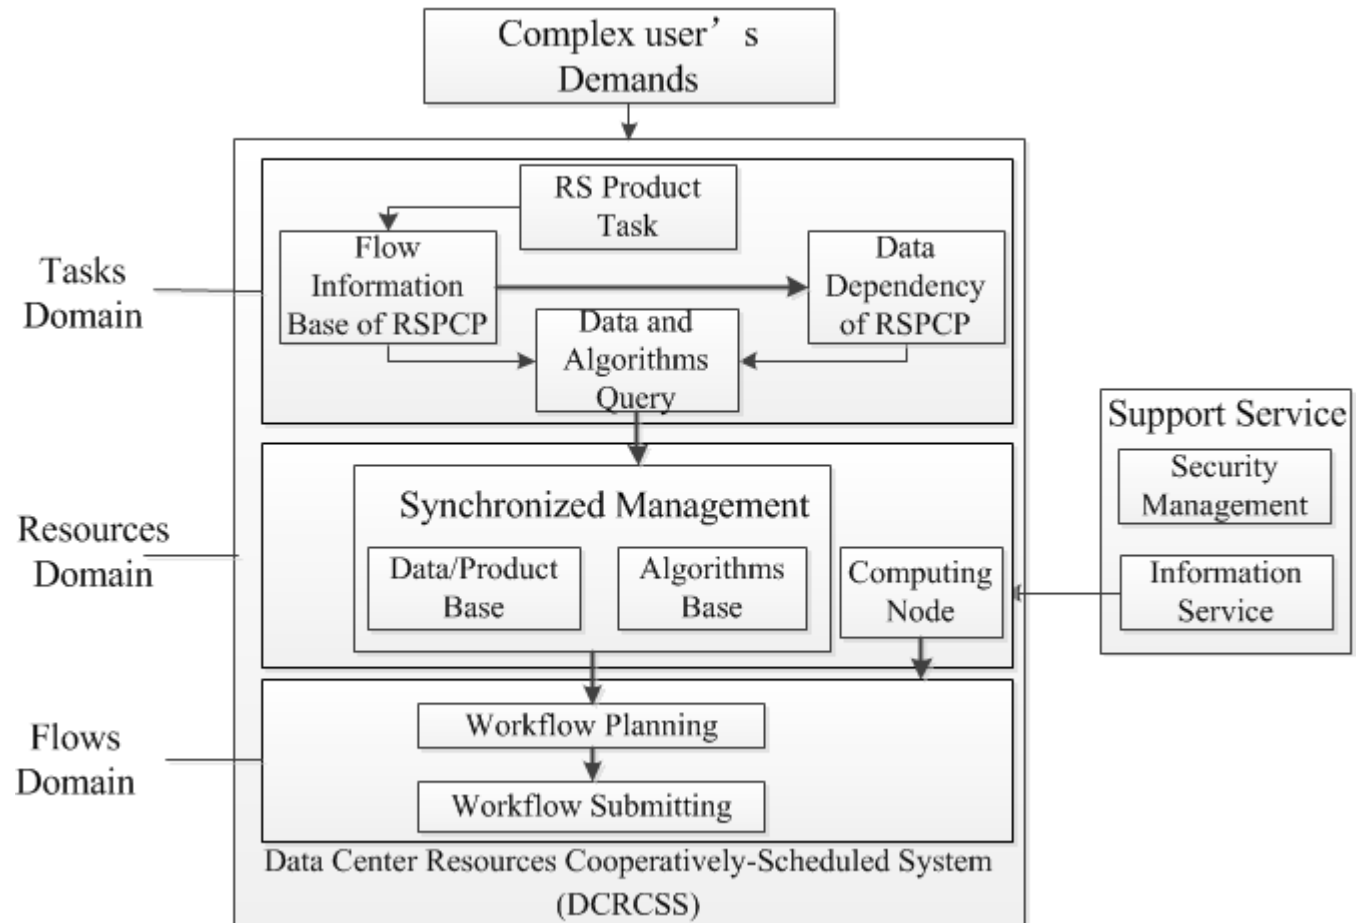 Complex user’s
Demands
RS Product
Task
Flow
Information
Base of RSPCP
Data
Dependency
of RSPCP
Data and
Algorithms
Query
Tasks
Domain
Support Service
Security
Management
Information
Service
Synchronized Management
Data/Product
Base
Algorithms
Base
Computing
Node
Resources
Domain
Workflow Planning
Workflow Submitting
Flows
Domain
Data Center Resources Cooperatively-Scheduled System
(DCRCSS)